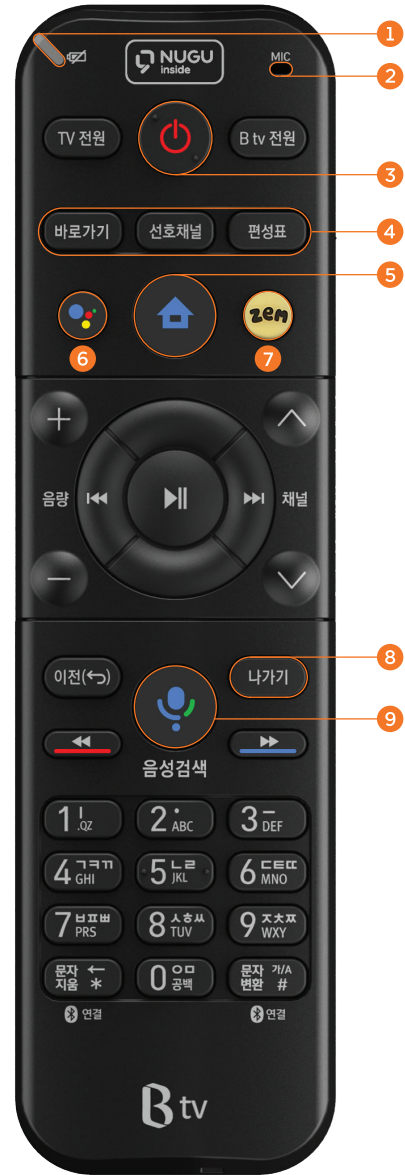 1
NUGU
inside
MIC
2
TV 전원
B tv 전원
3
바로가기
선호채널
편성표
4
5
zem
6
7
음량
채널
8
이전(↩)
나가기
9
음성검색
1 ㅣ .QZ
2 · ABC
3 ㅡ DEF
4 ㄱㅋㄲ GHI
5 ㄴㄹ JKL
6 ㄷㅌㄸ MNO
7 ㅂㅍㅃ PRS
8 ㅅㅎㅆ TUV
9 ㅈㅊㅉ WXY
문자지움 ← *
0 ㅇㅁ 공백
문자변환 가/A #
연결
연결
B tv